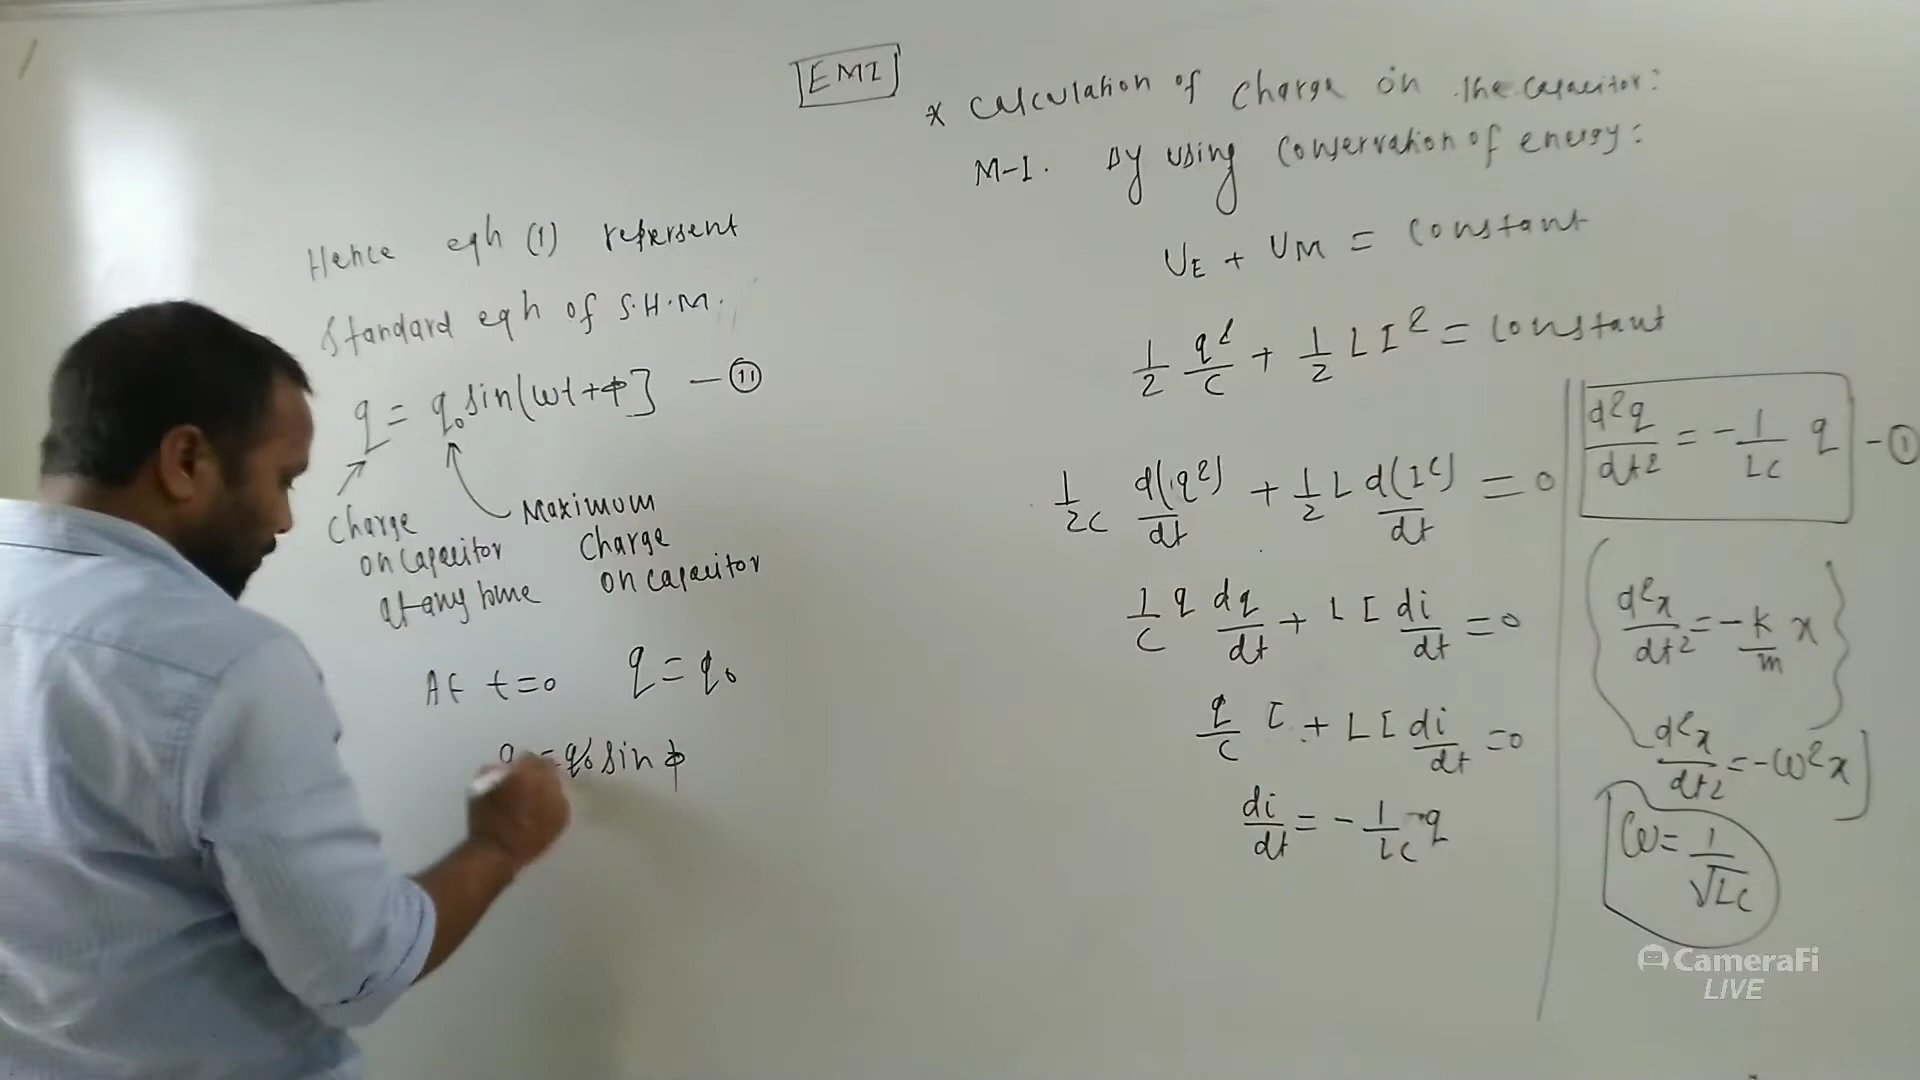 EMI
* Calculation of Charge on the Capacitor:
M-I. By using Conservation of energy:
U_E + U_M = Constant
1/2 q²/C + 1/2 L I² = Constant
1/2C d(q²)/dt + 1/2 L d(I²)/dt = 0
1/C q dq/dt + L I di/dt = 0
q/C I + L I di/dt = 0
di/dt = - 1/LC q
d²q/dt² = - 1/LC q - ①
( d²x/dt² = - k/m x )
d²x/dt² = - ω²x ]
ω = 1/√LC
Hence eqn (1) repersent
Standard eqn of S.H.M.
q = q₀ sin(ωt + ϕ] - ⑪
Charge
on Capacitor
at any time
Maximum
Charge
on capacitor
At t=0 q = q₀
= q₀ sin ϕ
CameraFi
LIVE